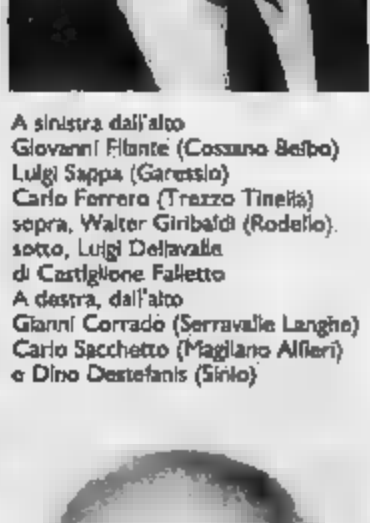 A sinistra dall'alto
Giovanni Filante (Cossano Belbo)
Luigi Sappa (Garessio)
Carlo Ferrero (Trezzo Tinella)
sopra, Walter Giribaldi (Rodello).
sotto, Luigi Dellavalle
di Castiglione Falletto
A destra, dall'alto
Gianni Corrado (Serravalle Langhe)
Carlo Sacchetto (Magliano Alfieri)
e Dino Destefanis (Sinio)